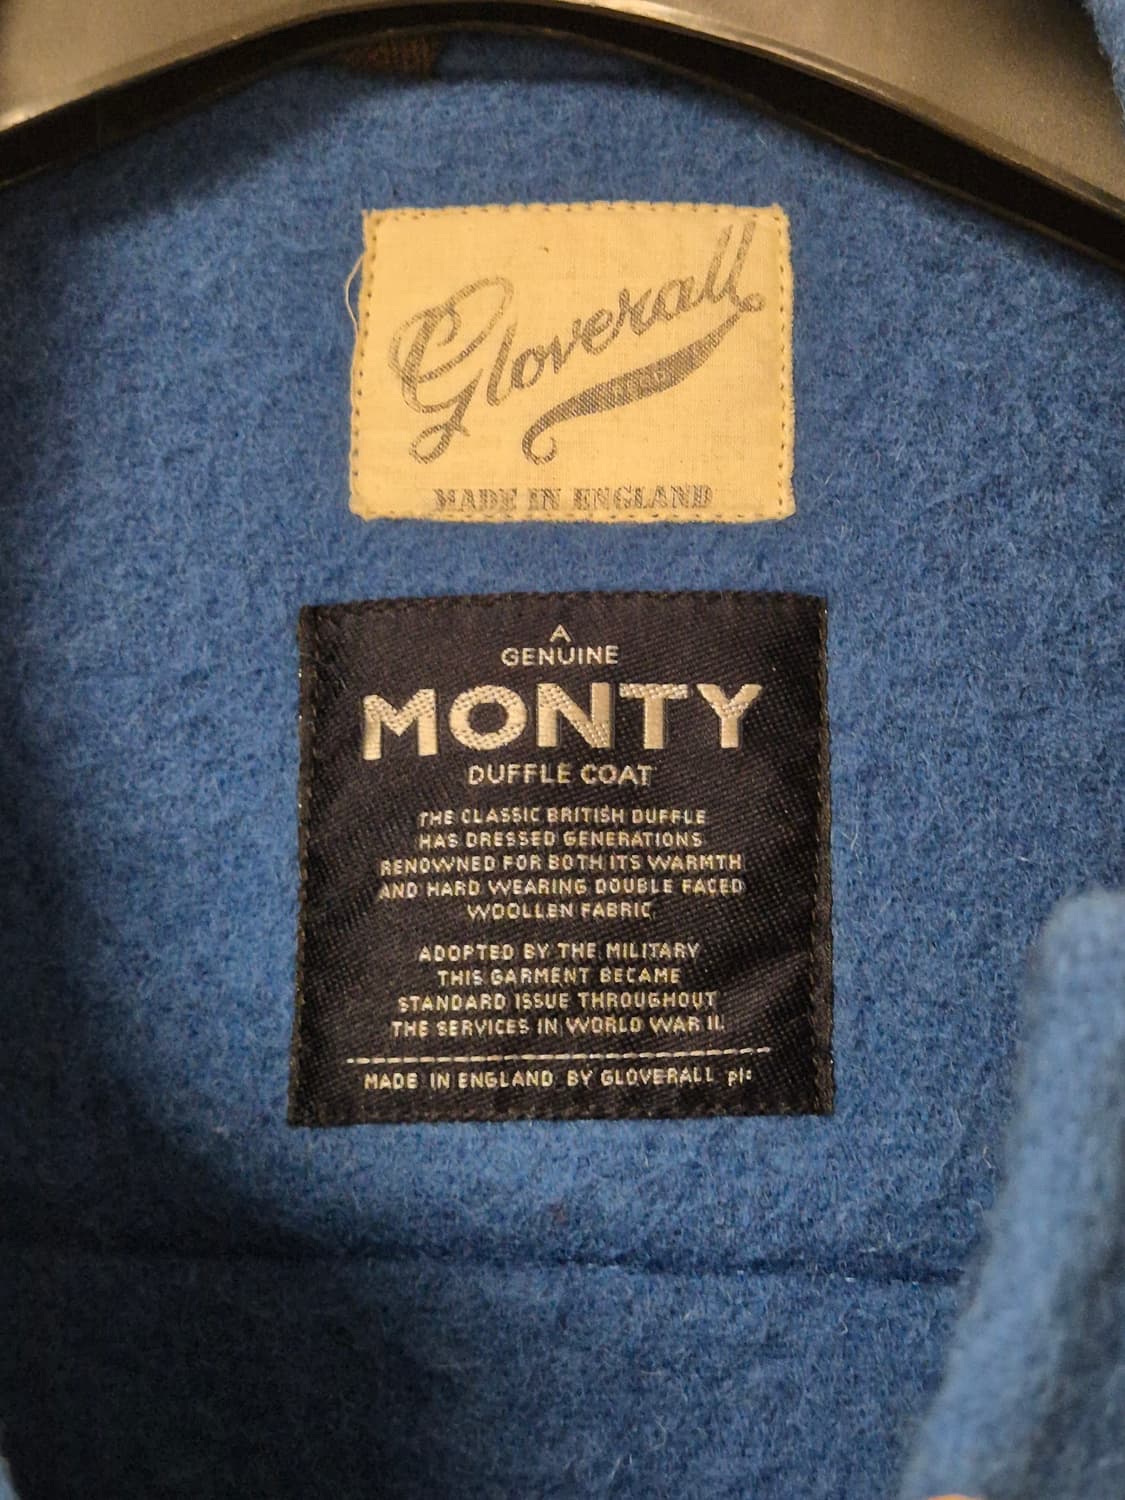 Gloverall
MADE IN ENGLAND
A
GENUINE
MONTY
DUFFLE COAT
THE CLASSIC BRITISH DUFFLE
HAS DRESSED GENERATIONS
RENOWNED FOR BOTH ITS WARMTH
AND HARD WEARING DOUBLE FACED
WOOLLEN FABRIC
ADOPTED BY THE MILITARY
THIS GARMENT BECAME
STANDARD ISSUE THROUGHOUT
THE SERVICES IN WORLD WAR II.
MADE IN ENGLAND BY GLOVERALL